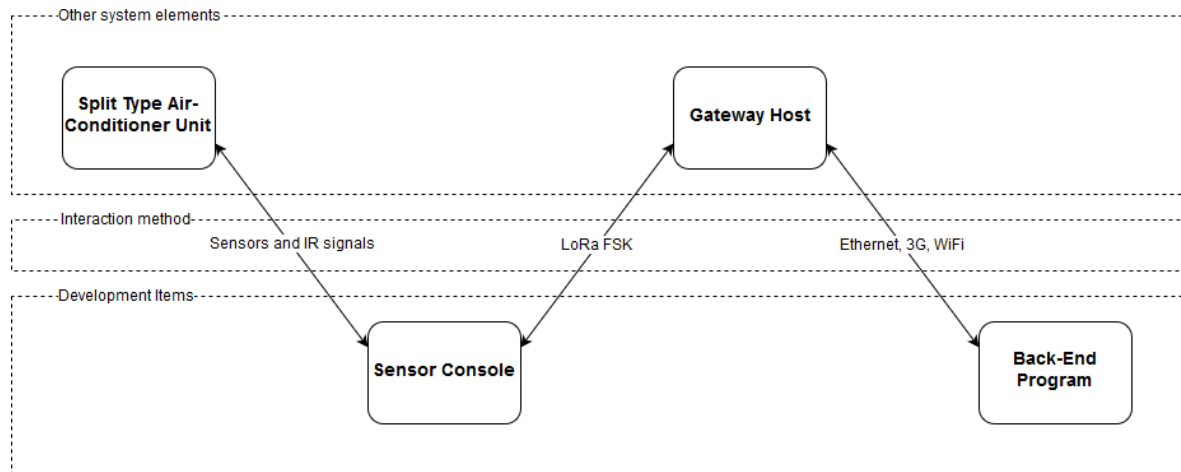 Other system elements
Split Type Air-
Conditioner Unit
Gateway Host
Interaction method
Sensors and IR signals
LoRa FSK
Ethernet, 3G, WiFi
Development Items
Sensor Console
Back-End
Program